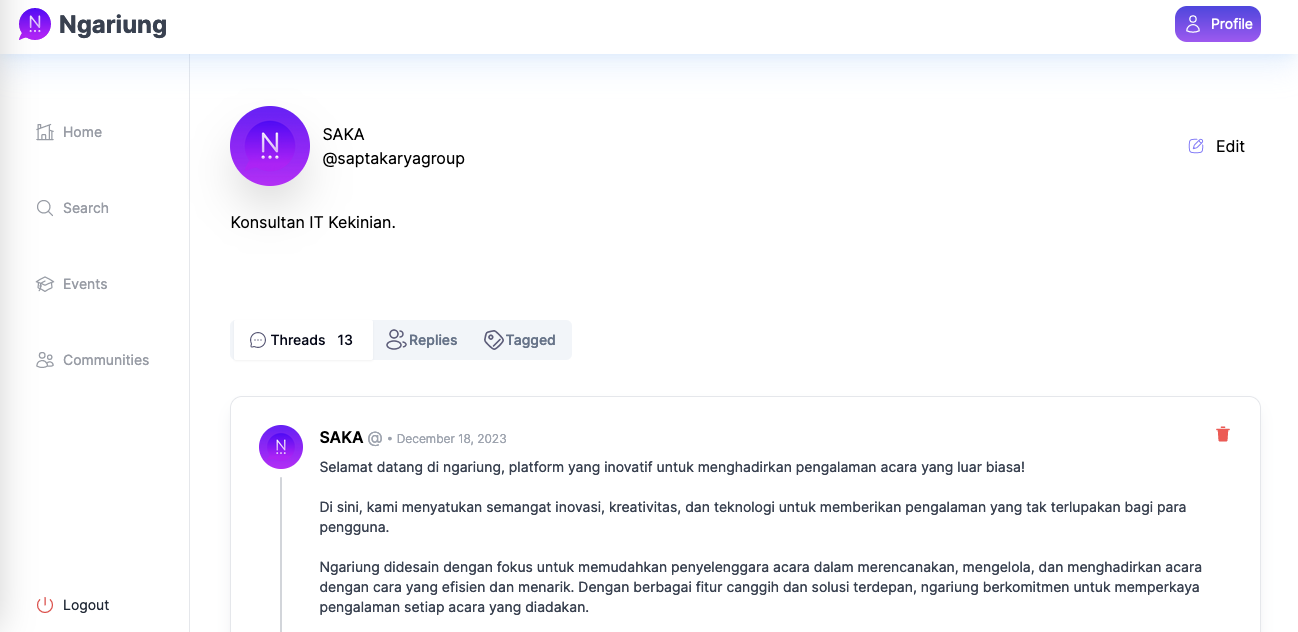 N
Ngariung
Profile
Home
Search
Events
Communities
Logout
N
SAKA
@saptakaryagroup
Edit
Konsultan IT Kekinian.
Threads 13 Replies Tagged
N
SAKA @ • December 18, 2023
Selamat datang di ngariung, platform yang inovatif untuk menghadirkan pengalaman acara yang luar biasa!
Di sini, kami menyatukan semangat inovasi, kreativitas, dan teknologi untuk memberikan pengalaman yang tak terlupakan bagi para
pengguna.
Ngariung didesain dengan fokus untuk memudahkan penyelenggara acara dalam merencanakan, mengelola, dan menghadirkan acara
dengan cara yang efisien dan menarik. Dengan berbagai fitur canggih dan solusi terdepan, ngariung berkomitmen untuk memperkaya
pengalaman setiap acara yang diadakan.